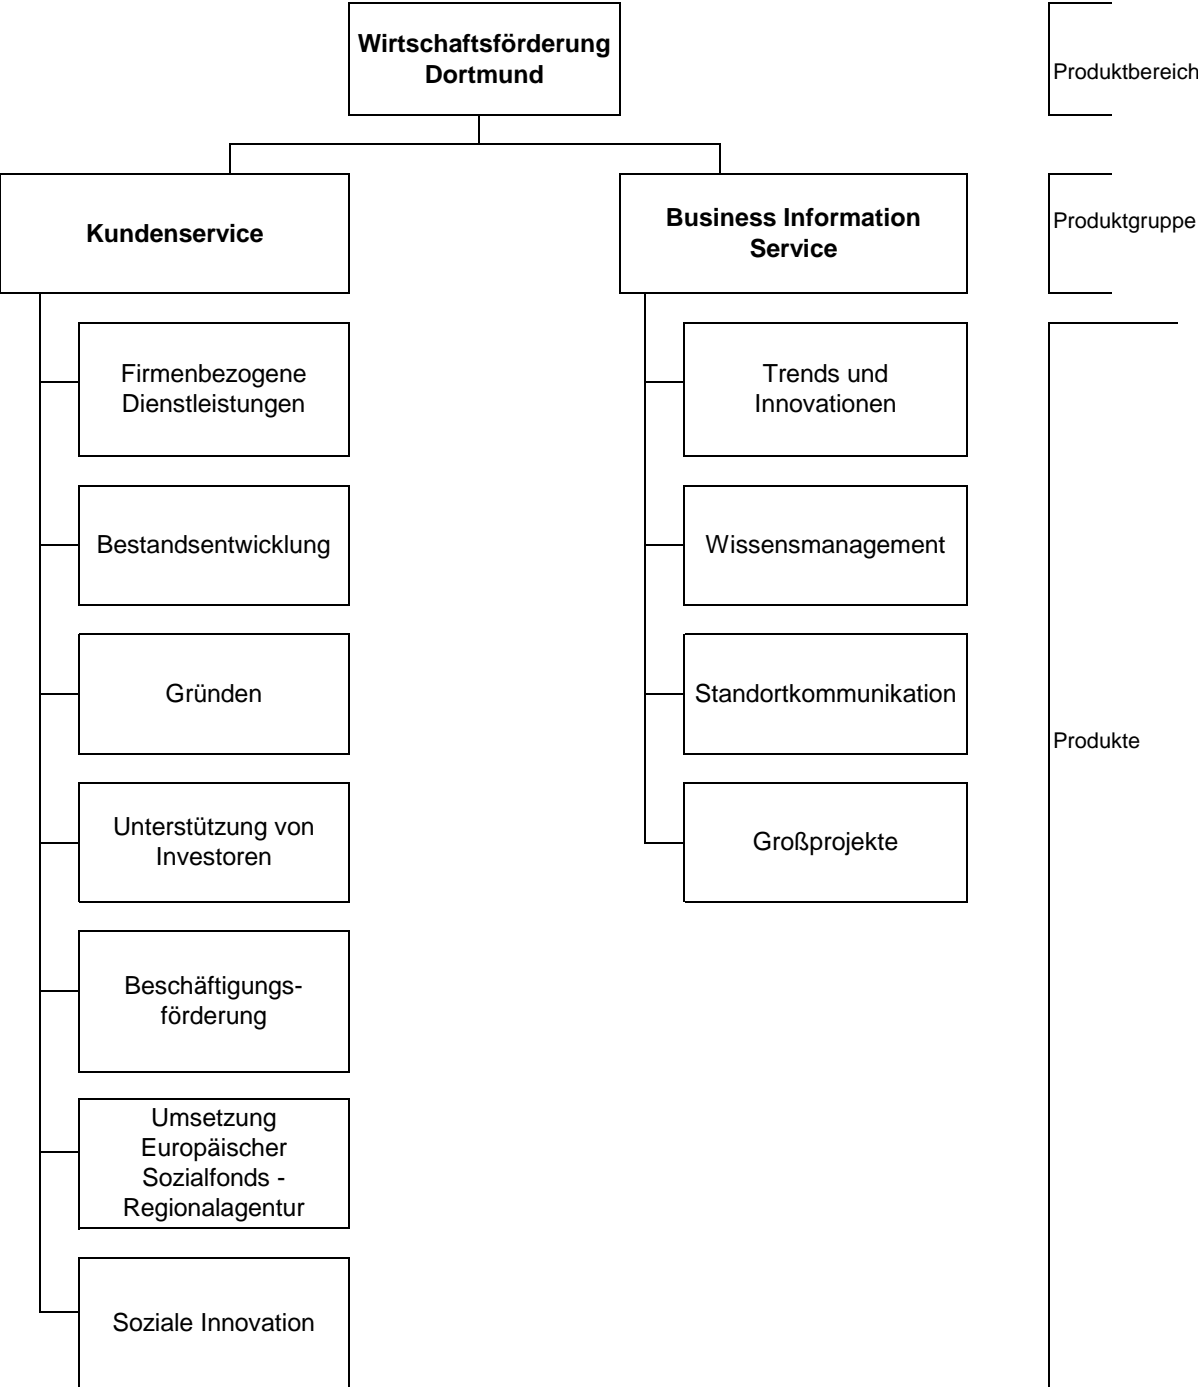 Wirtschaftsförderung
Dortmund
Produktbereich
Kundenservice
Business Information
Service
Produktgruppe
Firmenbezogene
Dienstleistungen
Trends und
Innovationen
Bestandsentwicklung
Wissensmanagement
Gründen
Standortkommunikation
Produkte
Unterstützung von
Investoren
Großprojekte
Beschäftigungs-
förderung
Umsetzung
Europäischer
Sozialfonds -
Regionalagentur
Soziale Innovation